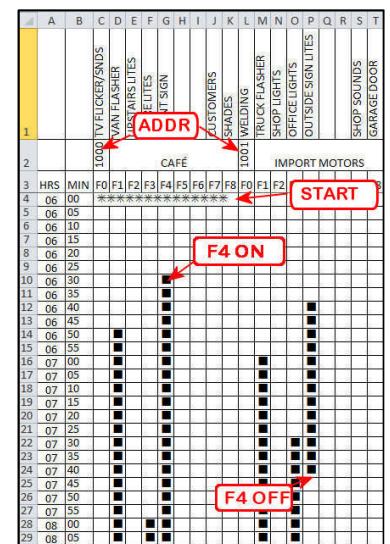 A B C D E F G H I J K L M N O P Q R S T
1 TV FLICKER/SNDS VAN FLASHER UPSTAIRS LITES LITES SIGN CUSTOMERS SHADES WELDING TRUCK FLASHER SHOP LIGHTS OFFICE LIGHTS OUTSIDE SIGN LITES SHOP SOUNDS GARAGE DOOR
ADDR
2 1000 CAFÉ 1001 IMPORT MOTORS
3 HRS MIN F0 F1 F2 F3 F4 F5 F6 F7 F8 F0 F1
START
4 06 00 ************
5 06 05
6 06 10
7 06 15
8 06 20
F4 ON
9 06 25
10 06 30
11 06 35
12 06 40
13 06 45
14 06 50
15 06 55
16 07 00
17 07 05
18 07 10
19 07 15
20 07 20
21 07 25
22 07 30
23 07 35
24 07 40
25 07 45
26 07 50
F4 OFF
27 07 55
28 08 00
29 08 05